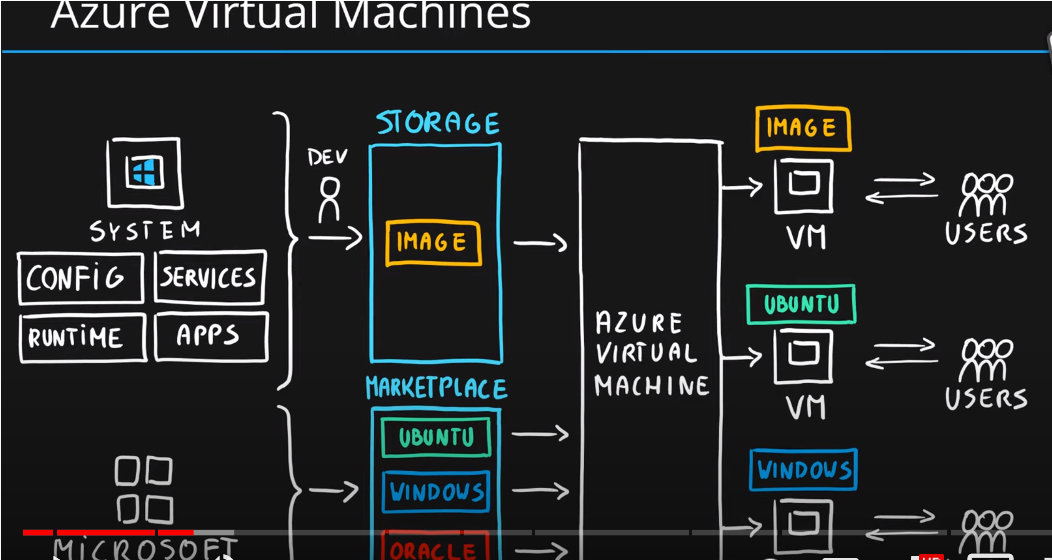 Azure Virtual Machines
STORAGE
IMAGE
DEV
SYSTEM
VM
USERS
IMAGE
CONFIG
SERVICES
RUNTIME
APPS
UBUNTU
AZURE
VIRTUAL
MACHINE
VM
USERS
MARKETPLACE
UBUNTU
WINDOWS
WINDOWS
ORACLE
MICROSOFT